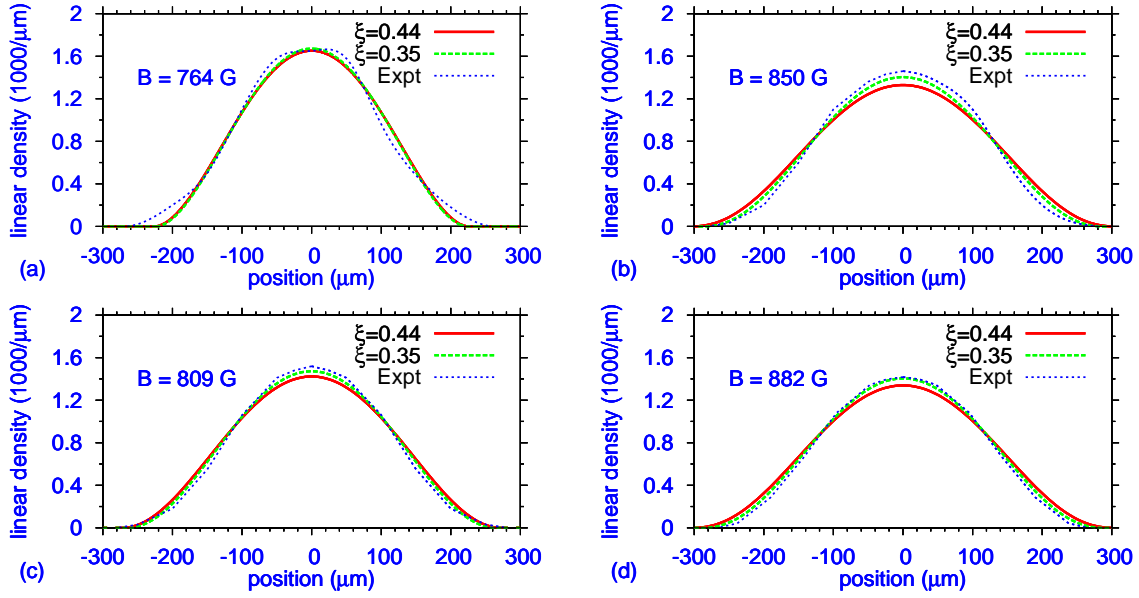 linear density (1000/μm)
2
1.6
1.2
0.8
0.4
0
B = 764 G
ξ=0.44
ξ=0.35
Expt
-300 -200 -100 0 100 200 300
position (μm)
(a)
linear density (1000/μm)
2
1.6
1.2
0.8
0.4
0
B = 850 G
ξ=0.44
ξ=0.35
Expt
-300 -200 -100 0 100 200 300
position (μm)
(b)
linear density (1000/μm)
2
1.6
1.2
0.8
0.4
0
B = 809 G
ξ=0.44
ξ=0.35
Expt
-300 -200 -100 0 100 200 300
position (μm)
(c)
linear density (1000/μm)
2
1.6
1.2
0.8
0.4
0
B = 882 G
ξ=0.44
ξ=0.35
Expt
-300 -200 -100 0 100 200 300
position (μm)
(d)